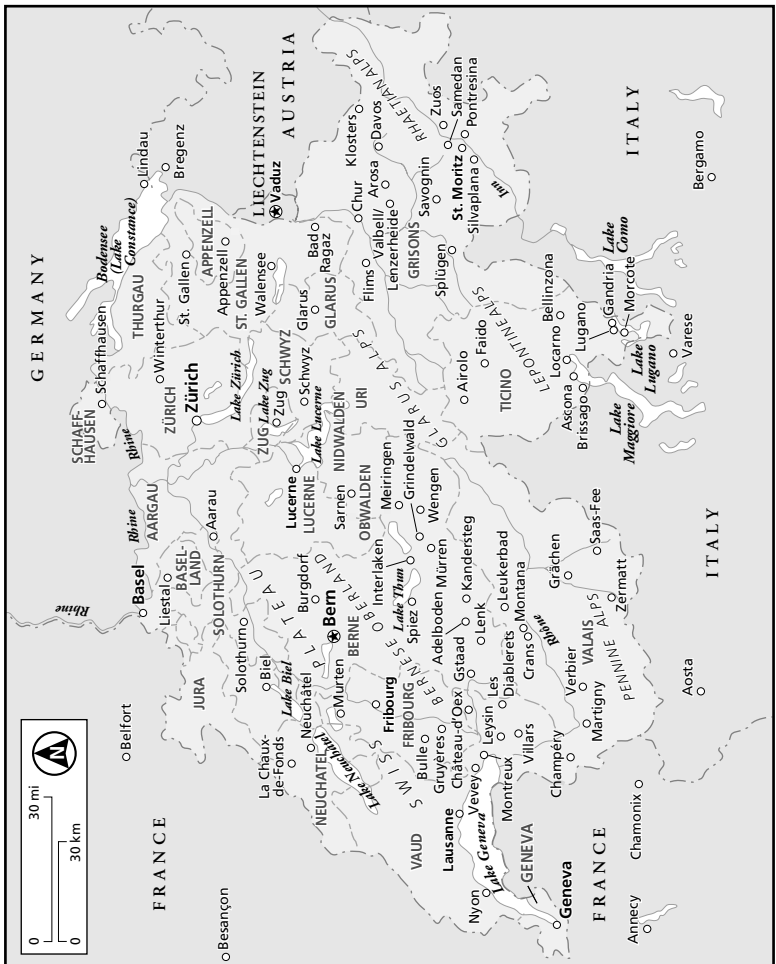 0
30 mi
0
30 km
N
FRANCE
Besançon
Belfort
GERMANY
Rhine
Basel
Rhine
Rhine
SCHAFF-
HAUSEN
Schaffhausen
Bodensee
(Lake
Constance)
Lindau
Bregenz
Liestal
BASEL-
LAND
AARGAU
THURGAU
Winterthur
St. Gallen
JURA
SOLOTHURN
Aarau
ZÜRICH
Zürich
APPENZELL
Appenzell
ST. GALLEN
Solothurn
Biel
Lake Biel
PLATEAU
Lake Zürich
Walensee
LIECHTENSTEIN
Vaduz
AUSTRIA
La Chaux-
de-Fonds
Neuchâtel
NEUCHATEL
Burgdorf
Bern
BERNE
Lucerne
LUCERNE
ZUG
Lake Zug
Zug
SCHWYZ
Schwyz
Lake Lucerne
Glarus
GLARUS
Bad
Ragaz
Murten
Lake Neuchatel
Fribourg
FRIBOURG
SWISS
Sarnen
OBWALDEN
NIDWALDEN
URI
GLARUS ALPS
Chur
Flims
Klosters
Davos
Arosa
Valbell/
Lenzerheide
RHAETIAN ALPS
GRISONS
Interlaken
Lake Thun
Spiez
Meiringen
Grindelwald
Wengen
Mürren
BERNESE
OBERLAND
VAUD
Bulle
Gruyères
Château-d'Oex
Gstaad
Adelboden
Kandersteg
Lenk
Savognin
Zuos
Samedan
Pontresina
St. Moritz
Silvaplana
Inn
Splügen
Airolo
Faido
LEPONTINE ALPS
TICINO
Lausanne
Vevey
Montreux
Lake Geneva
Nyon
Leysin
Les
Diablerets
Villars
Crans
Montana
Leukerbad
Rhône
GENEVA
Geneva
Champéry
Martigny
Verbier
VALAIS
PENNINE ALPS
Grächen
Saas-Fee
Zermatt
Ascona
Brissago
Locarno
Bellinzona
Lugano
Gandria
Morcote
Lake
Maggiore
Lake
Lugano
Lake
Como
Varese
FRANCE
Annecy
Chamonix
Aosta
ITALY
ITALY
Bergamo